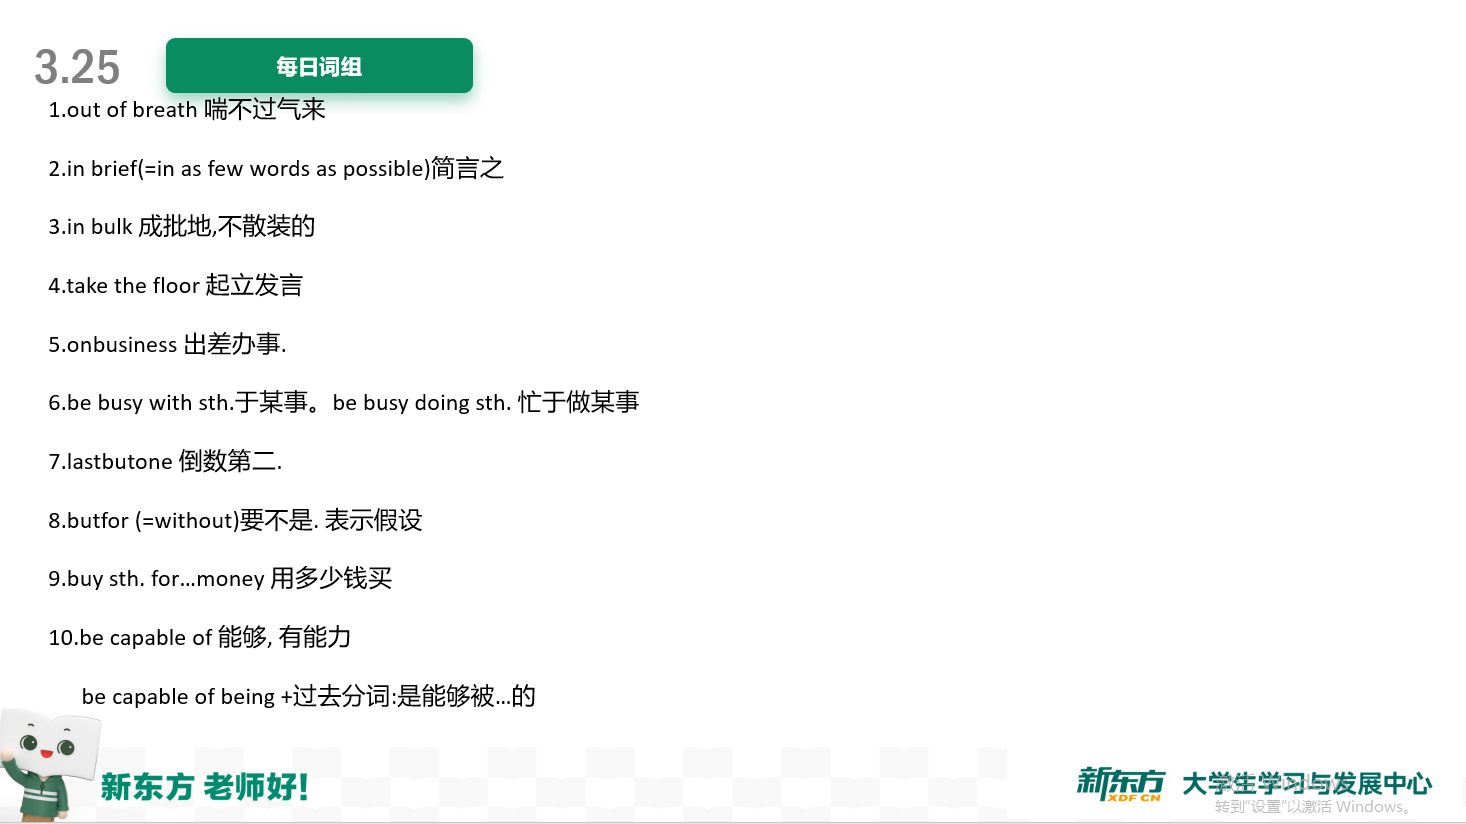 3.25
每日词组
1.out of breath 喘不过气来
2.in brief(=in as few words as possible)简言之
3.in bulk 成批地,不散装的
4.take the floor 起立发言
5.onbusiness 出差办事.
6.be busy with sth.于某事。be busy doing sth. 忙于做某事
7.lastbutone 倒数第二.
8.butfor (=without)要不是. 表示假设
9.buy sth. for…money 用多少钱买
10.be capable of 能够, 有能力
be capable of being +过去分词:是能够被…的
新东方 老师好!
新东方 XDF.CN 大学生学习与发展中心
激活 Windows
转到“设置”以激活 Windows。